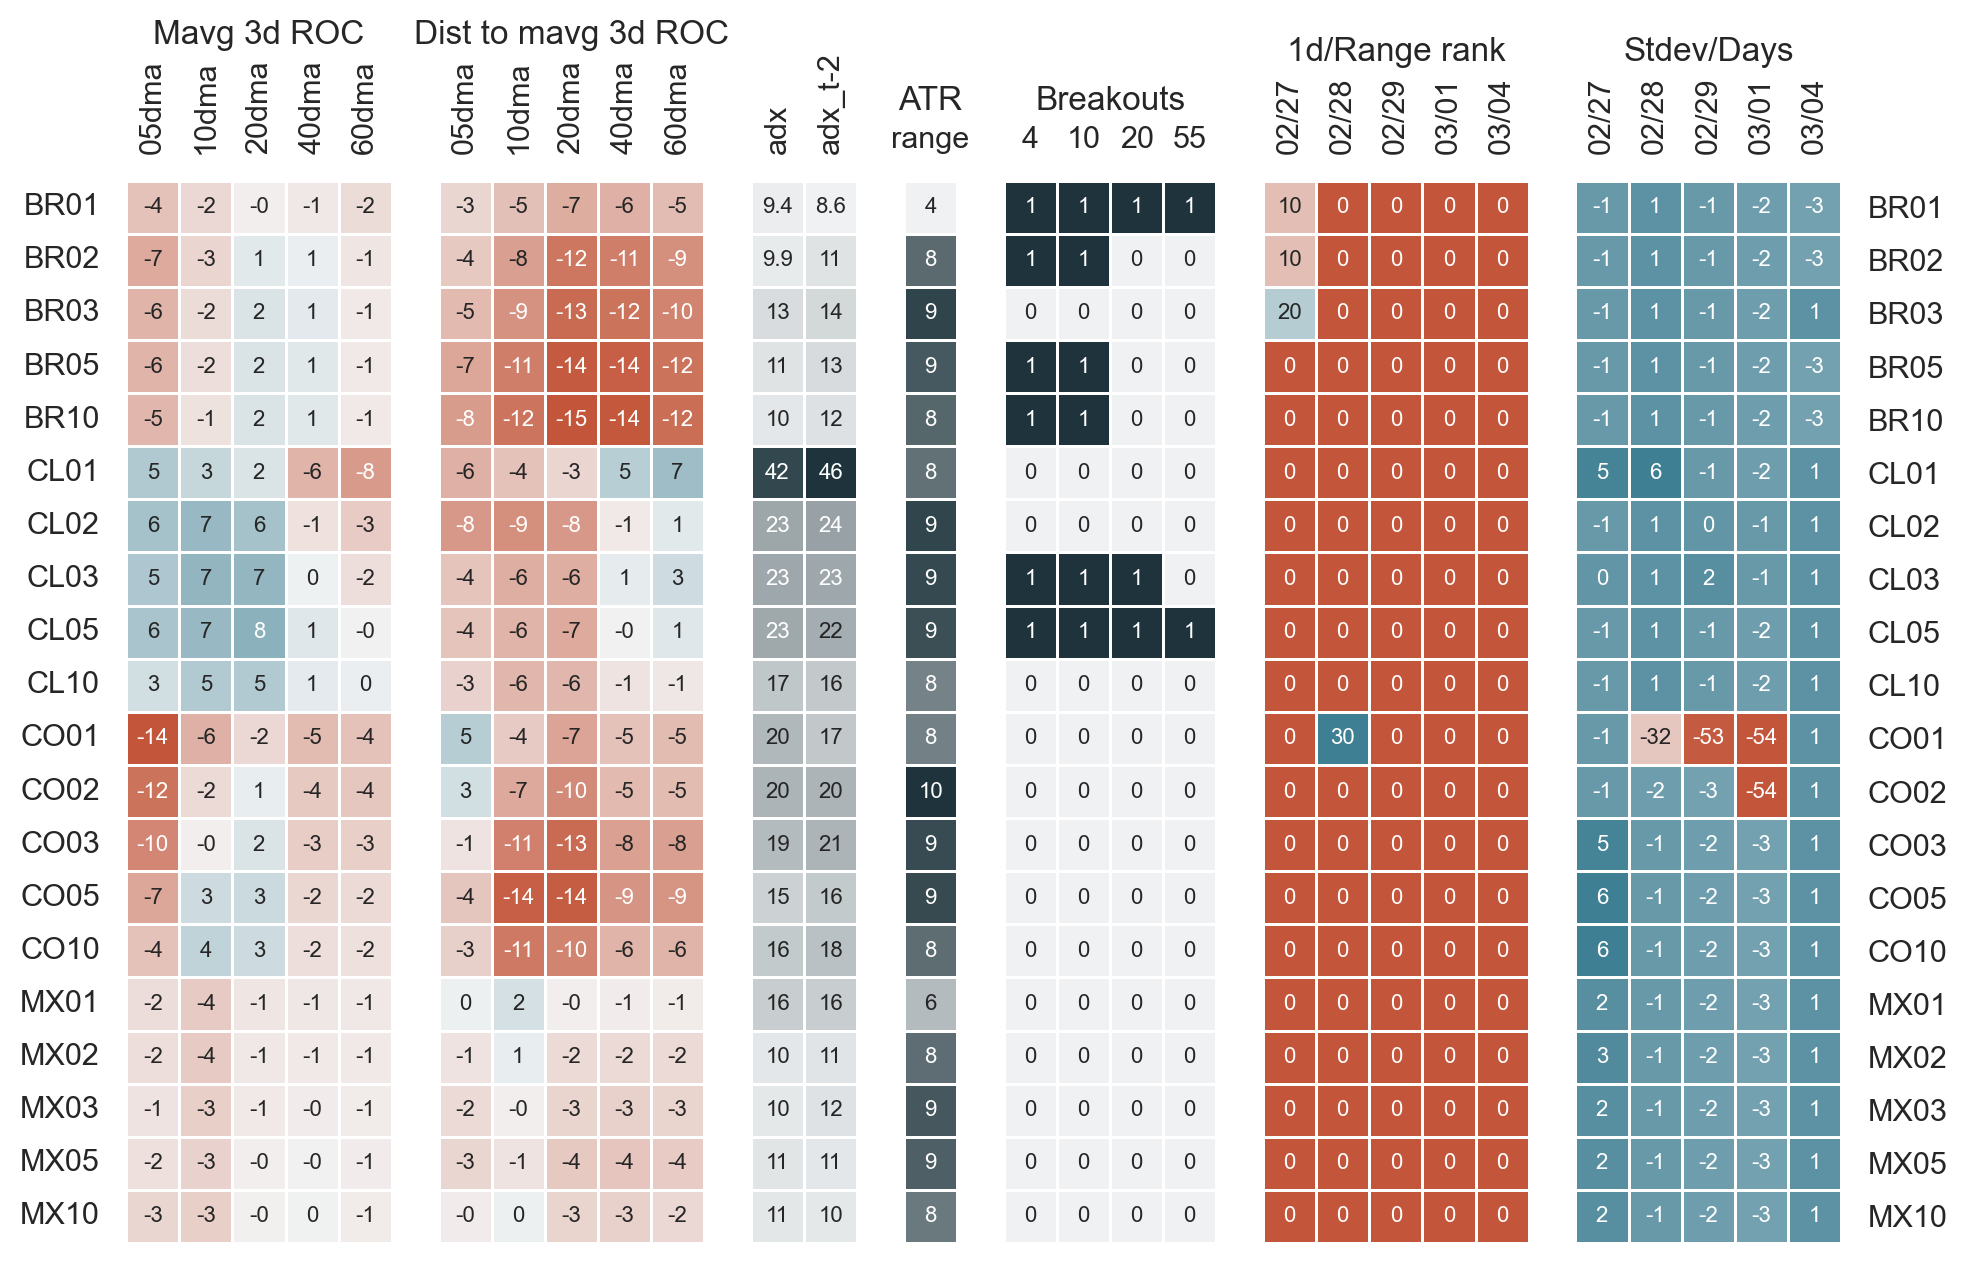 Mavg 3d ROC Dist to mavg 3d ROC 1d/Range rank Stdev/Days
ATR range Breakouts
05dma 10dma 20dma 40dma 60dma 05dma 10dma 20dma 40dma 60dma adx adx_t-2 4 10 20 55 02/27 02/28 02/29 03/01 03/04 02/27 02/28 02/29 03/01 03/04
BR01 -4 -2 -0 -1 -2 -3 -5 -7 -6 -5 9.4 8.6 4 1 1 1 1 10 0 0 0 0 -1 1 -1 -2 -3 BR01
BR02 -7 -3 1 1 -1 -4 -8 -12 -11 -9 9.9 11 8 1 1 0 0 10 0 0 0 0 -1 1 -1 -2 -3 BR02
BR03 -6 -2 2 1 -1 -5 -9 -13 -12 -10 13 14 9 0 0 0 0 20 0 0 0 0 -1 1 -1 -2 1 BR03
BR05 -6 -2 2 1 -1 -7 -11 -14 -14 -12 11 13 9 1 1 0 0 0 0 0 0 0 -1 1 -1 -2 -3 BR05
BR10 -5 -1 2 1 -1 -8 -12 -15 -14 -12 10 12 8 1 1 0 0 0 0 0 0 0 -1 1 -1 -2 -3 BR10
CL01 5 3 2 -6 -8 -6 -4 -3 5 7 42 46 8 0 0 0 0 0 0 0 0 0 5 6 -1 -2 1 CL01
CL02 6 7 6 -1 -3 -8 -9 -8 -1 1 23 24 9 0 0 0 0 0 0 0 0 0 -1 1 0 -1 1 CL02
CL03 5 7 7 0 -2 -4 -6 -6 1 3 23 23 9 1 1 1 0 0 0 0 0 0 0 1 2 -1 1 CL03
CL05 6 7 8 1 -0 -4 -6 -7 -0 1 23 22 9 1 1 1 1 0 0 0 0 0 -1 1 -1 -2 1 CL05
CL10 3 5 5 1 0 -3 -6 -6 -1 -1 17 16 8 0 0 0 0 0 0 0 0 0 -1 1 -1 -2 1 CL10
CO01 -14 -6 -2 -5 -4 5 -4 -7 -5 -5 20 17 8 0 0 0 0 0 30 0 0 0 -1 -32 -53 -54 1 CO01
CO02 -12 -2 1 -4 -4 3 -7 -10 -5 -5 20 20 10 0 0 0 0 0 0 0 0 0 -1 -2 -3 -54 1 CO02
CO03 -10 -0 2 -3 -3 -1 -11 -13 -8 -8 19 21 9 0 0 0 0 0 0 0 0 0 5 -1 -2 -3 1 CO03
CO05 -7 3 3 -2 -2 -4 -14 -14 -9 -9 15 16 9 0 0 0 0 0 0 0 0 0 6 -1 -2 -3 1 CO05
CO10 -4 4 3 -2 -2 -3 -11 -10 -6 -6 16 18 8 0 0 0 0 0 0 0 0 0 6 -1 -2 -3 1 CO10
MX01 -2 -4 -1 -1 -1 0 2 -0 -1 -1 16 16 6 0 0 0 0 0 0 0 0 0 2 -1 -2 -3 1 MX01
MX02 -2 -4 -1 -1 -1 -1 1 -2 -2 -2 10 11 8 0 0 0 0 0 0 0 0 0 3 -1 -2 -3 1 MX02
MX03 -1 -3 -1 -0 -1 -2 -0 -3 -3 -3 10 12 9 0 0 0 0 0 0 0 0 0 2 -1 -2 -3 1 MX03
MX05 -2 -3 -0 -0 -1 -3 -1 -4 -4 -4 11 11 9 0 0 0 0 0 0 0 0 0 2 -1 -2 -3 1 MX05
MX10 -3 -3 -0 0 -1 -0 0 -3 -3 -2 11 10 8 0 0 0 0 0 0 0 0 0 2 -1 -2 -3 1 MX10